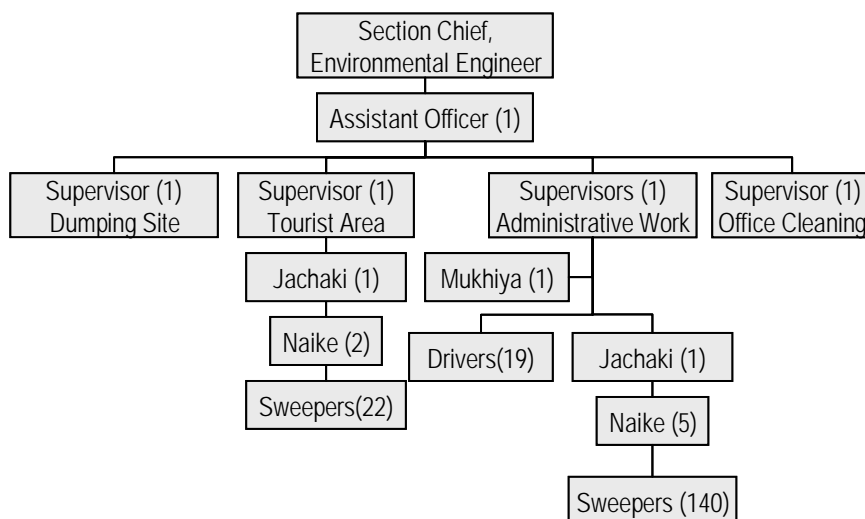 Section Chief,
Environmental Engineer
Assistant Officer (1)
Supervisor (1)
Dumping Site
Supervisor (1)
Tourist Area
Supervisors (1)
Administrative Work
Supervisor (1)
Office Cleaning
Jachaki (1)
Mukhiya (1)
Naike (2)
Drivers(19)
Jachaki (1)
Sweepers(22)
Naike (5)
Sweepers (140)